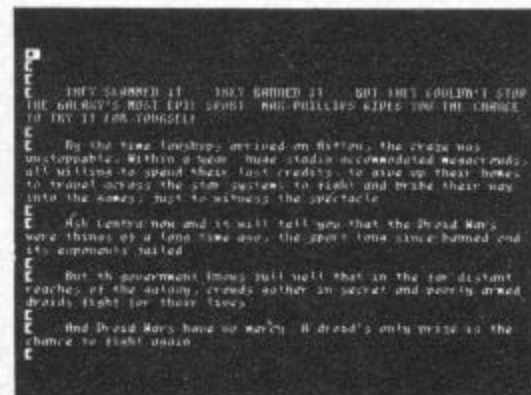 THEY SLAMMED IT THEY BANNED IT BUT THEY COULDN'T STOP
THE GALAXY'S MOST EPIC SPORT MAX PHILLIPS GIVES YOU THE CHANCE
TO TRY IT FOR YOURSELF
By the time arrived on the craze was
unstoppable. Within a year huge stadia accommodated megacrowds,
all willing to spend their last credits, to give up their homes
to travel across the star systems to fight and bribe their way
into the games, just to witness the spectacle
Ask now and it will tell you that the Droid Wars
were things of a long time ago, the sport long since banned and
its exponents jailed
But government knows full well that in the far distant
reaches of the galaxy, crowds gather in secret and poorly armed
droids fight for their lives
And Droid Wars have no mercy. A droid's only prize is the
chance to fight again